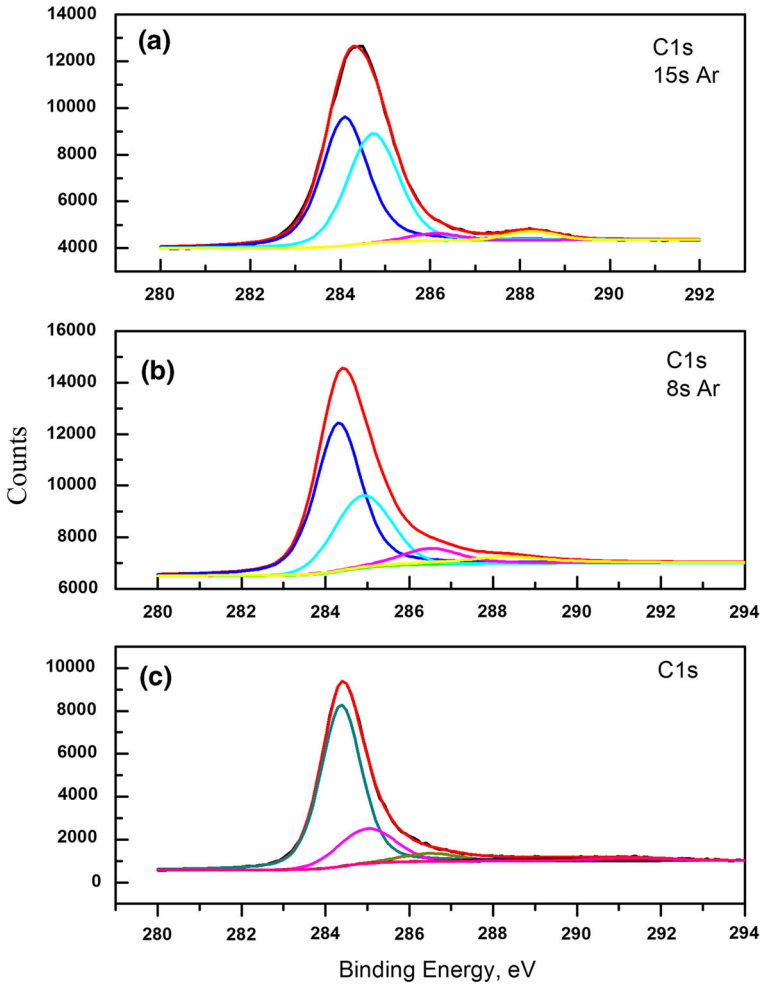 (a)
C1s
15s Ar
14000
12000
10000
8000
6000
4000
280 282 284 286 288 290 292
(b)
C1s
8s Ar
16000
14000
12000
10000
8000
6000
280 282 284 286 288 290 292 294
Counts
(c)
C1s
10000
8000
6000
4000
2000
0
280 282 284 286 288 290 292 294
Binding Energy, eV